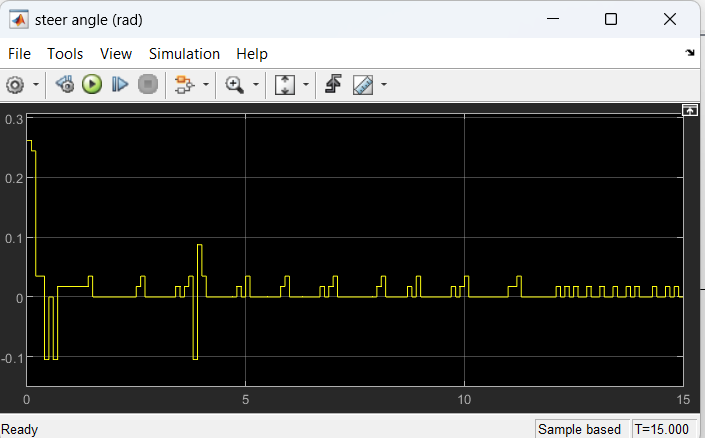 steer angle (rad)
File Tools View Simulation Help
0.3
0.2
0.1
0
-0.1
0 5 10 15
Ready Sample based T=15.000